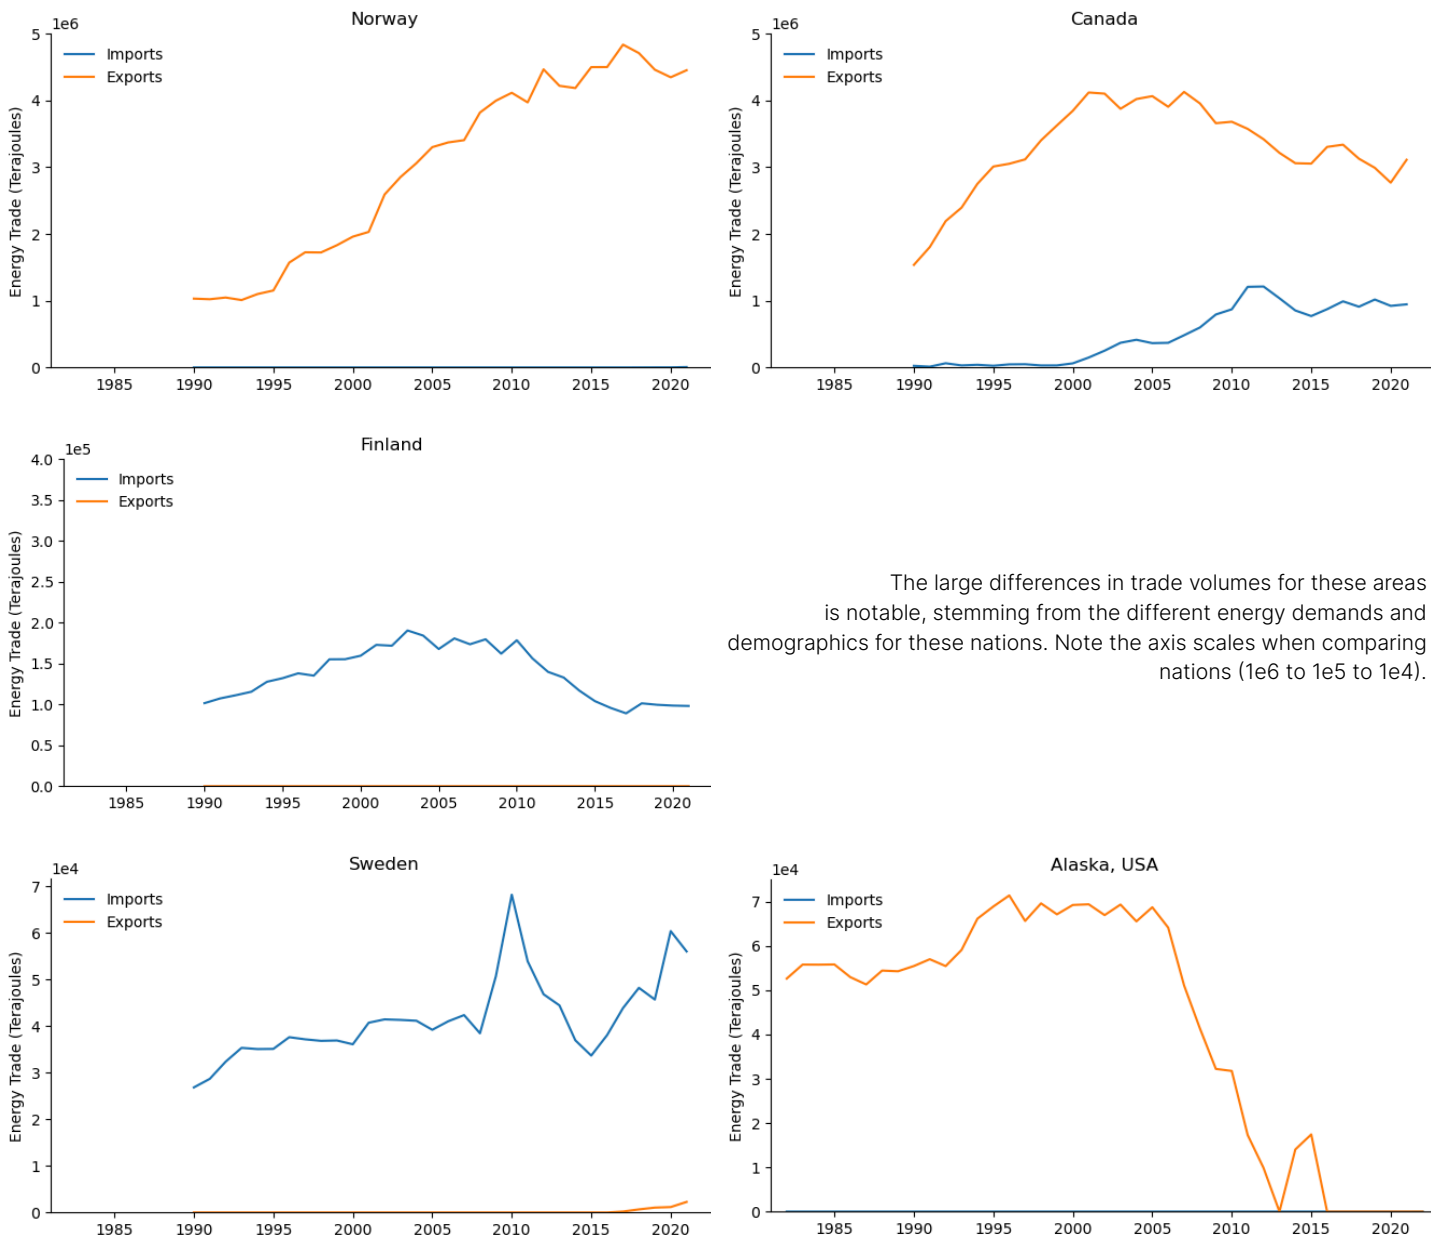 Norway
1e6
Imports
Exports
Energy Trade (Terajoules)
5
4
3
2
1
0
1985 1990 1995 2000 2005 2010 2015 2020
Canada
1e6
Imports
Exports
Energy Trade (Terajoules)
5
4
3
2
1
0
1985 1990 1995 2000 2005 2010 2015 2020
Finland
1e5
Imports
Exports
Energy Trade (Terajoules)
4.0
3.5
3.0
2.5
2.0
1.5
1.0
0.5
0.0
1985 1990 1995 2000 2005 2010 2015 2020
The large differences in trade volumes for these areas
is notable, stemming from the different energy demands and
demographics for these nations. Note the axis scales when comparing
nations (1e6 to 1e5 to 1e4).
Sweden
1e4
Imports
Exports
Energy Trade (Terajoules)
7
6
5
4
3
2
1
0
1985 1990 1995 2000 2005 2010 2015 2020
Alaska, USA
1e4
Imports
Exports
Energy Trade (Terajoules)
7
6
5
4
3
2
1
0
1985 1990 1995 2000 2005 2010 2015 2020